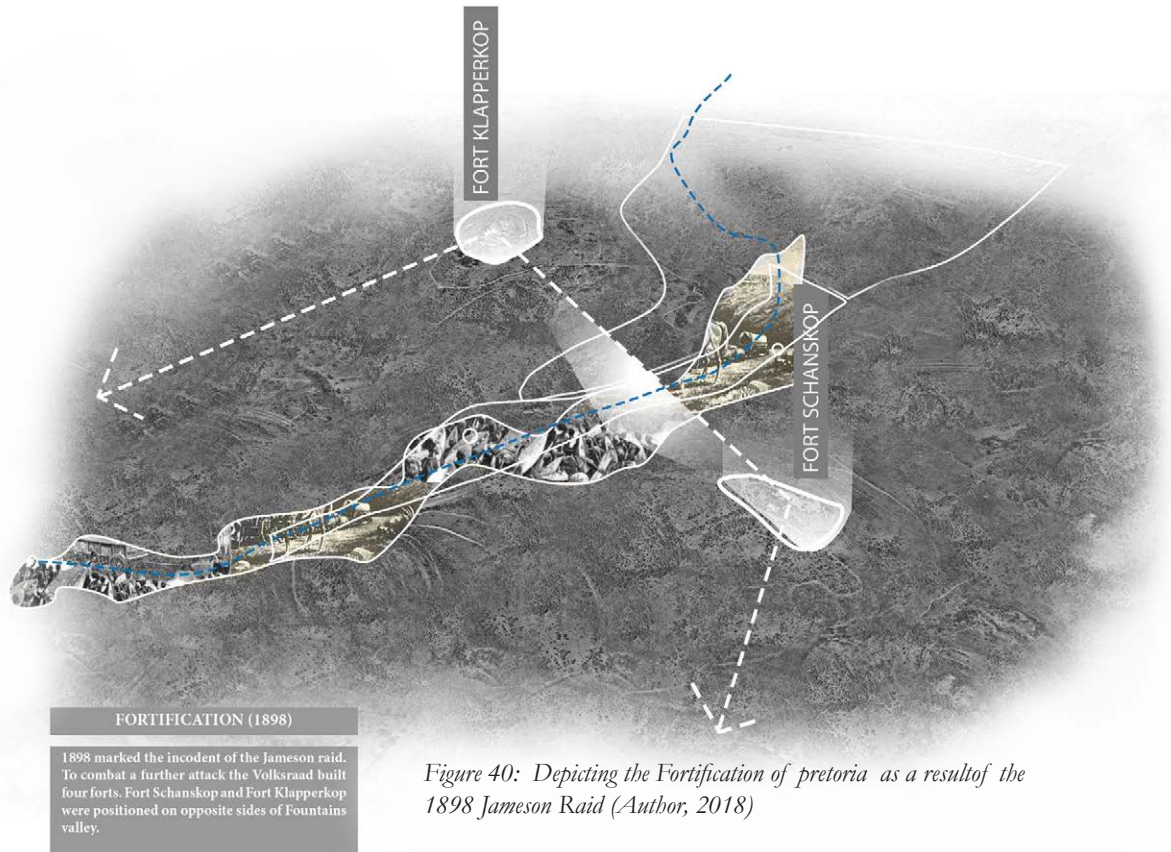 FORT KLAPPERKOP
FORT SCHANSKOP
FORTIFICATION (1898)
1898 marked the incodent of the Jameson raid.
To combat a further attack the Volksraad built
four forts. Fort Schanskop and Fort Klapperkop
were positioned on opposite sides of Fountains
valley.
Figure 40: Depicting the Fortification of pretoria as a resultof the
1898 Jameson Raid (Author, 2018)